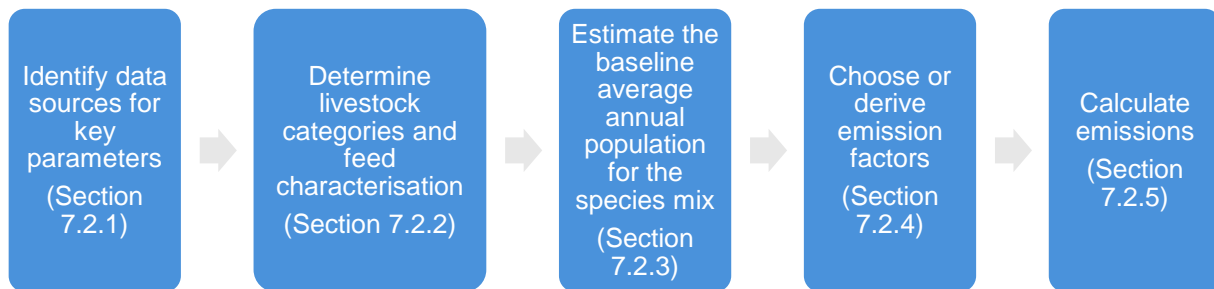 Identify data
sources for
key
parameters
(Section
7.2.1)
Determine
livestock
categories and
feed
characterisation
(Section 7.2.2)
Estimate the
baseline
average
annual
population
for the
species mix
(Section
7.2.3)
Choose or
derive
emission
factors
(Section
7.2.4)
Calculate
emissions
(Section
7.2.5)